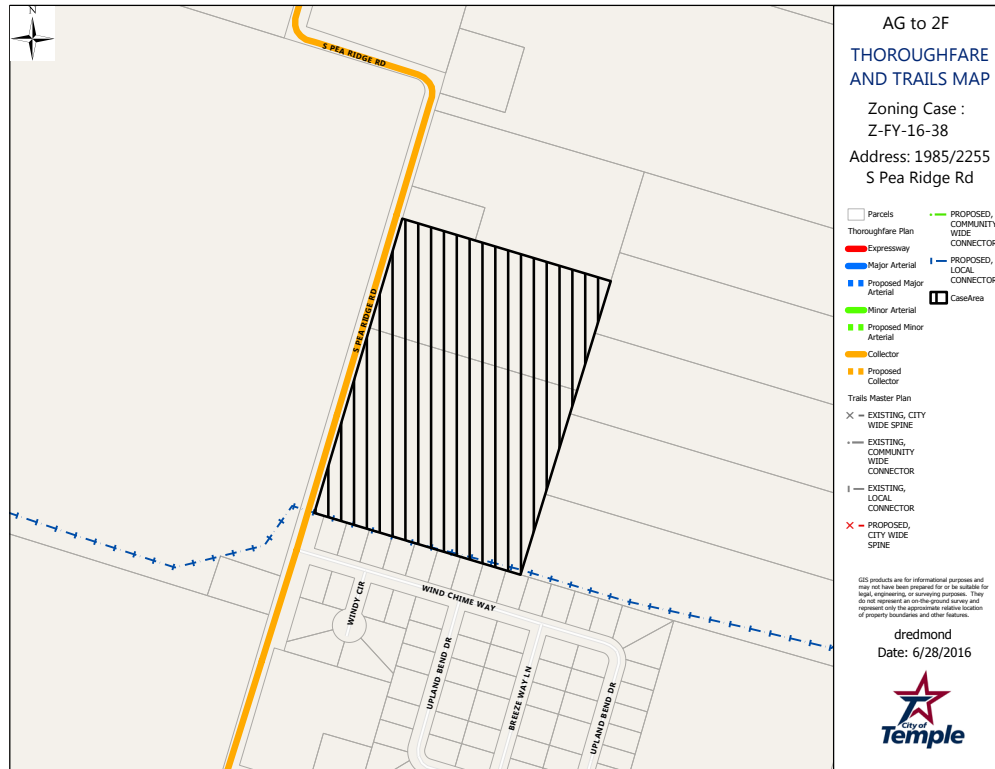 N
S PEA RIDGE RD
S PEA RIDGE RD
WIND CHIME WAY
WINDY CIR
UPLAND BEND DR
BREEZE WAY LN
UPLAND BEND DR
AG to 2F
THOROUGHFARE
AND TRAILS MAP
Zoning Case :
Z-FY-16-38
Address: 1985/2255
S Pea Ridge Rd
Parcels
Thoroughfare Plan
Expressway
Major Arterial
Proposed Major
Arterial
Minor Arterial
Proposed Minor
Arterial
Collector
Proposed
Collector
Trails Master Plan
EXISTING, CITY
WIDE SPINE
EXISTING,
COMMUNITY
WIDE
CONNECTOR
EXISTING,
LOCAL
CONNECTOR
PROPOSED,
CITY WIDE
SPINE
PROPOSED,
COMMUNITY
WIDE
CONNECTOR
PROPOSED,
LOCAL
CONNECTOR
CaseArea
GIS products are for informational purposes and
may not have been prepared for or be suitable for
legal, engineering, or surveying purposes. They
do not represent an on-the-ground survey and
represent only the approximate relative location
of property boundaries and other features.
dredmond
Date: 6/28/2016
City of
Temple